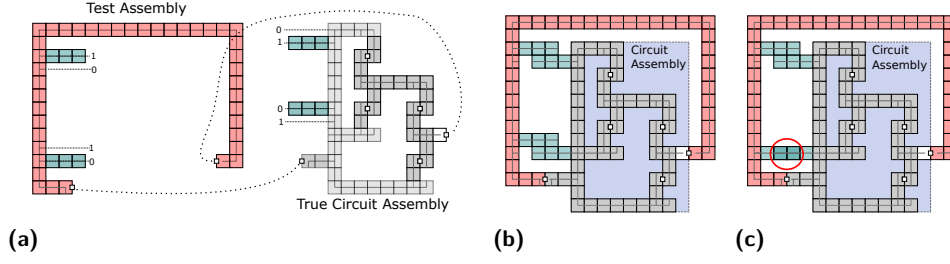 Test Assembly
1
0
1
0
0
1
0
1
True Circuit Assembly
(a)
Circuit
Assembly
(b)
Circuit
Assembly
(c)